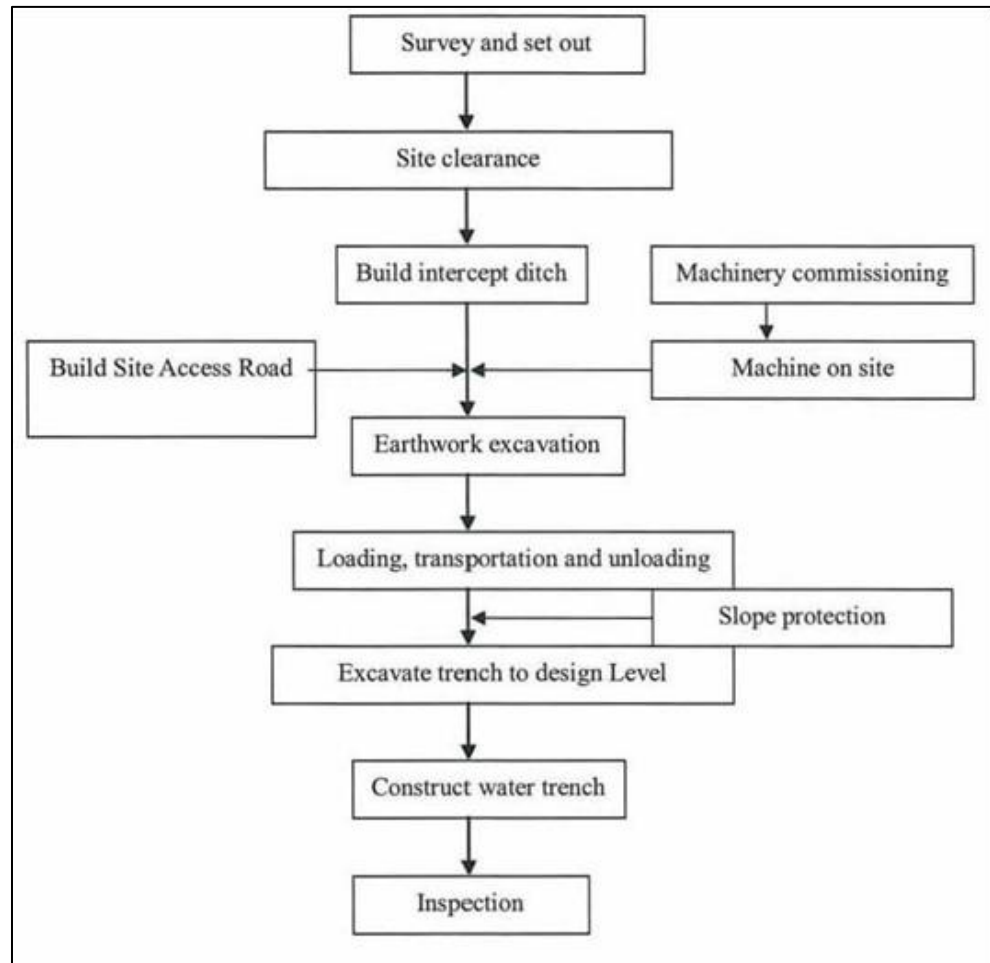 Survey and set out
Site clearance
Build intercept ditch
Machinery commissioning
Build Site Access Road
Machine on site
Earthwork excavation
Loading, transportation and unloading
Slope protection
Excavate trench to design Level
Construct water trench
Inspection